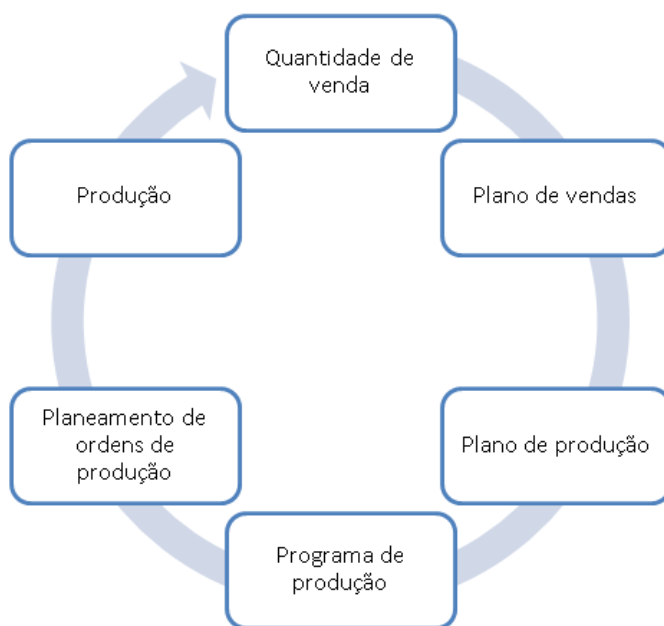 Quantidade de
venda
Plano de vendas
Plano de produção
Programa de
produção
Planeamento de
ordens de
produção
Produção